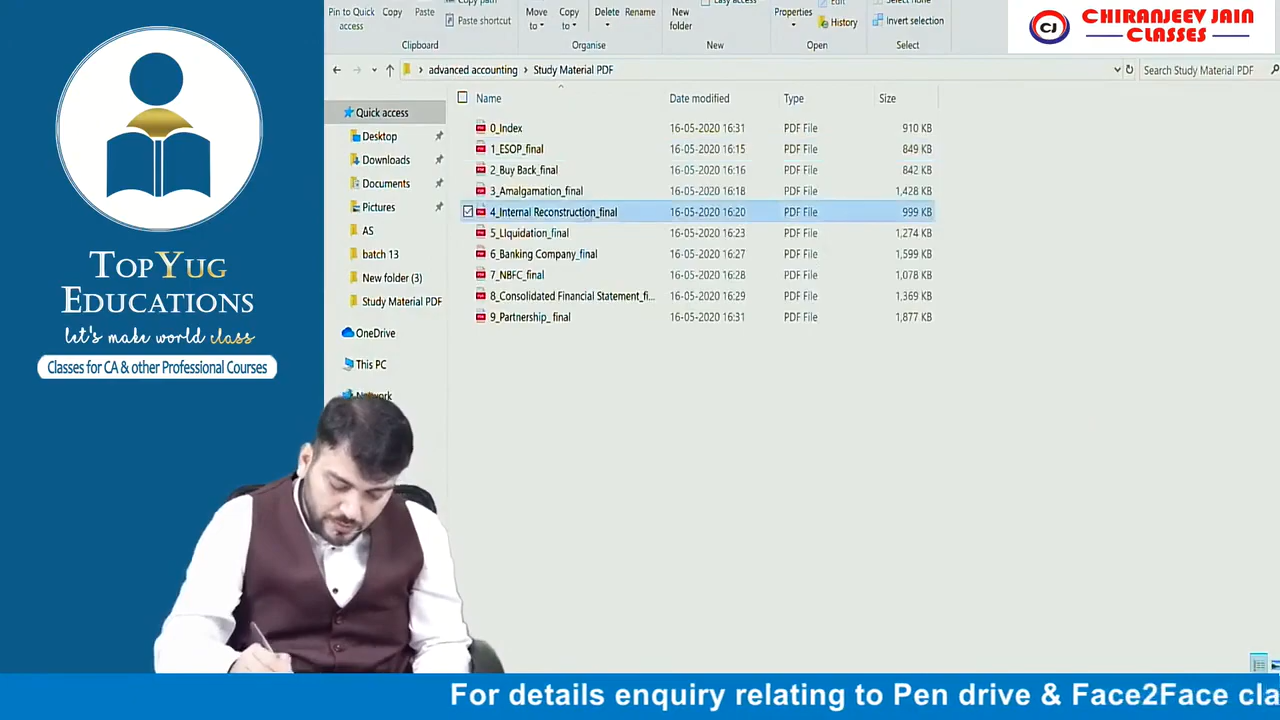 TOPYUG
EDUCATIONS
let's make world class
Classes for CA & other Professional Courses
CHIRANJEEV JAIN
CLASSES
CJ
Pin to Quick access
Copy
Paste
Paste shortcut
Clipboard
Move to
Copy to
Delete
Rename
Organise
New folder
New
Properties
History
Open
Invert selection
Select
advanced accounting > Study Material PDF
Search Study Material PDF
Name Date modified Type Size
0_Index 16-05-2020 16:31 PDF File 910 KB
1_ESOP_final 16-05-2020 16:15 PDF File 849 KB
2_Buy Back_final 16-05-2020 16:16 PDF File 842 KB
3_Amalgamation_final 16-05-2020 16:18 PDF File 1,428 KB
4_Internal Reconstruction_final 16-05-2020 16:20 PDF File 999 KB
5_LIquidation_final 16-05-2020 16:23 PDF File 1,274 KB
6_Banking Company_final 16-05-2020 16:27 PDF File 1,599 KB
7_NBFC_final 16-05-2020 16:28 PDF File 1,078 KB
8_Consolidated Financial Statement_fi... 16-05-2020 16:29 PDF File 1,369 KB
9_Partnership_ final 16-05-2020 16:31 PDF File 1,877 KB
Quick access
Desktop
Downloads
Documents
Pictures
AS
batch 13
New folder (3)
Study Material PDF
OneDrive
This PC
Network
For details enquiry relating to Pen drive & Face2Face cla